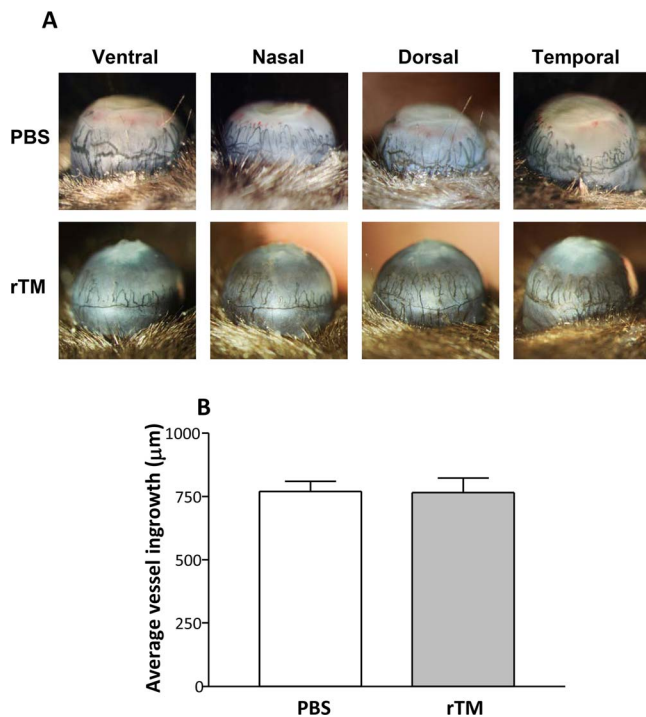 A
Ventral Nasal Dorsal Temporal
PBS
rTM
B
Average vessel ingrowth (μm)
1000
750
500
250
0
PBS rTM